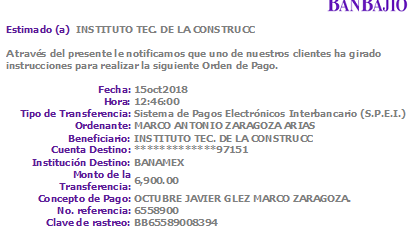 BANBAJIO
Estimado (a) INSTITUTO TEC. DE LA CONSTRUCC
Através del presente le notificamos que uno de nuestros clientes ha girado
instrucciones para realizar la siguiente Orden de Pago.
Fecha: 15oct2018
Hora: 12:46:00
Tipo de Transferencia: Sistema de Pagos Electrónicos Interbancario (S.P.E.I.)
Ordenante: MARCO ANTONIO ZARAGOZA ARIAS
Beneficiario: INSTITUTO TEC. DE LA CONSTRUCC
Cuenta Destino: *************97151
Institución Destino: BANAMEX
Monto de la
Transferencia: 6,900.00
Concepto de Pago: OCTUBRE JAVIER GLEZ MARCO ZARAGOZA.
No. referencia: 6558900
Clave de rastreo: BB65589008394